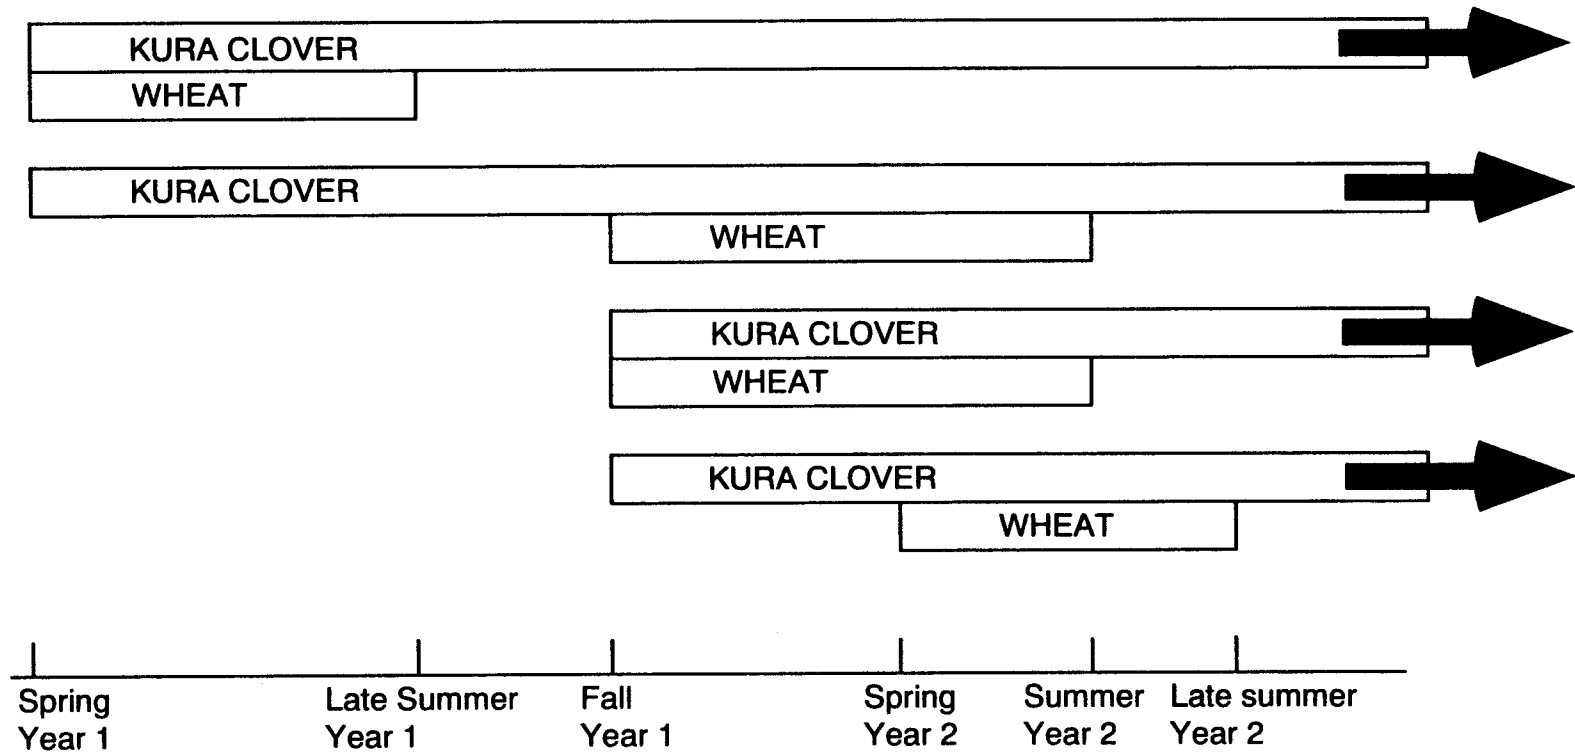 KURA CLOVER
WHEAT
KURA CLOVER
WHEAT
KURA CLOVER
WHEAT
KURA CLOVER
WHEAT
Spring
Year 1
Late Summer
Year 1
Fall
Year 1
Spring
Year 2
Summer
Year 2
Late summer
Year 2